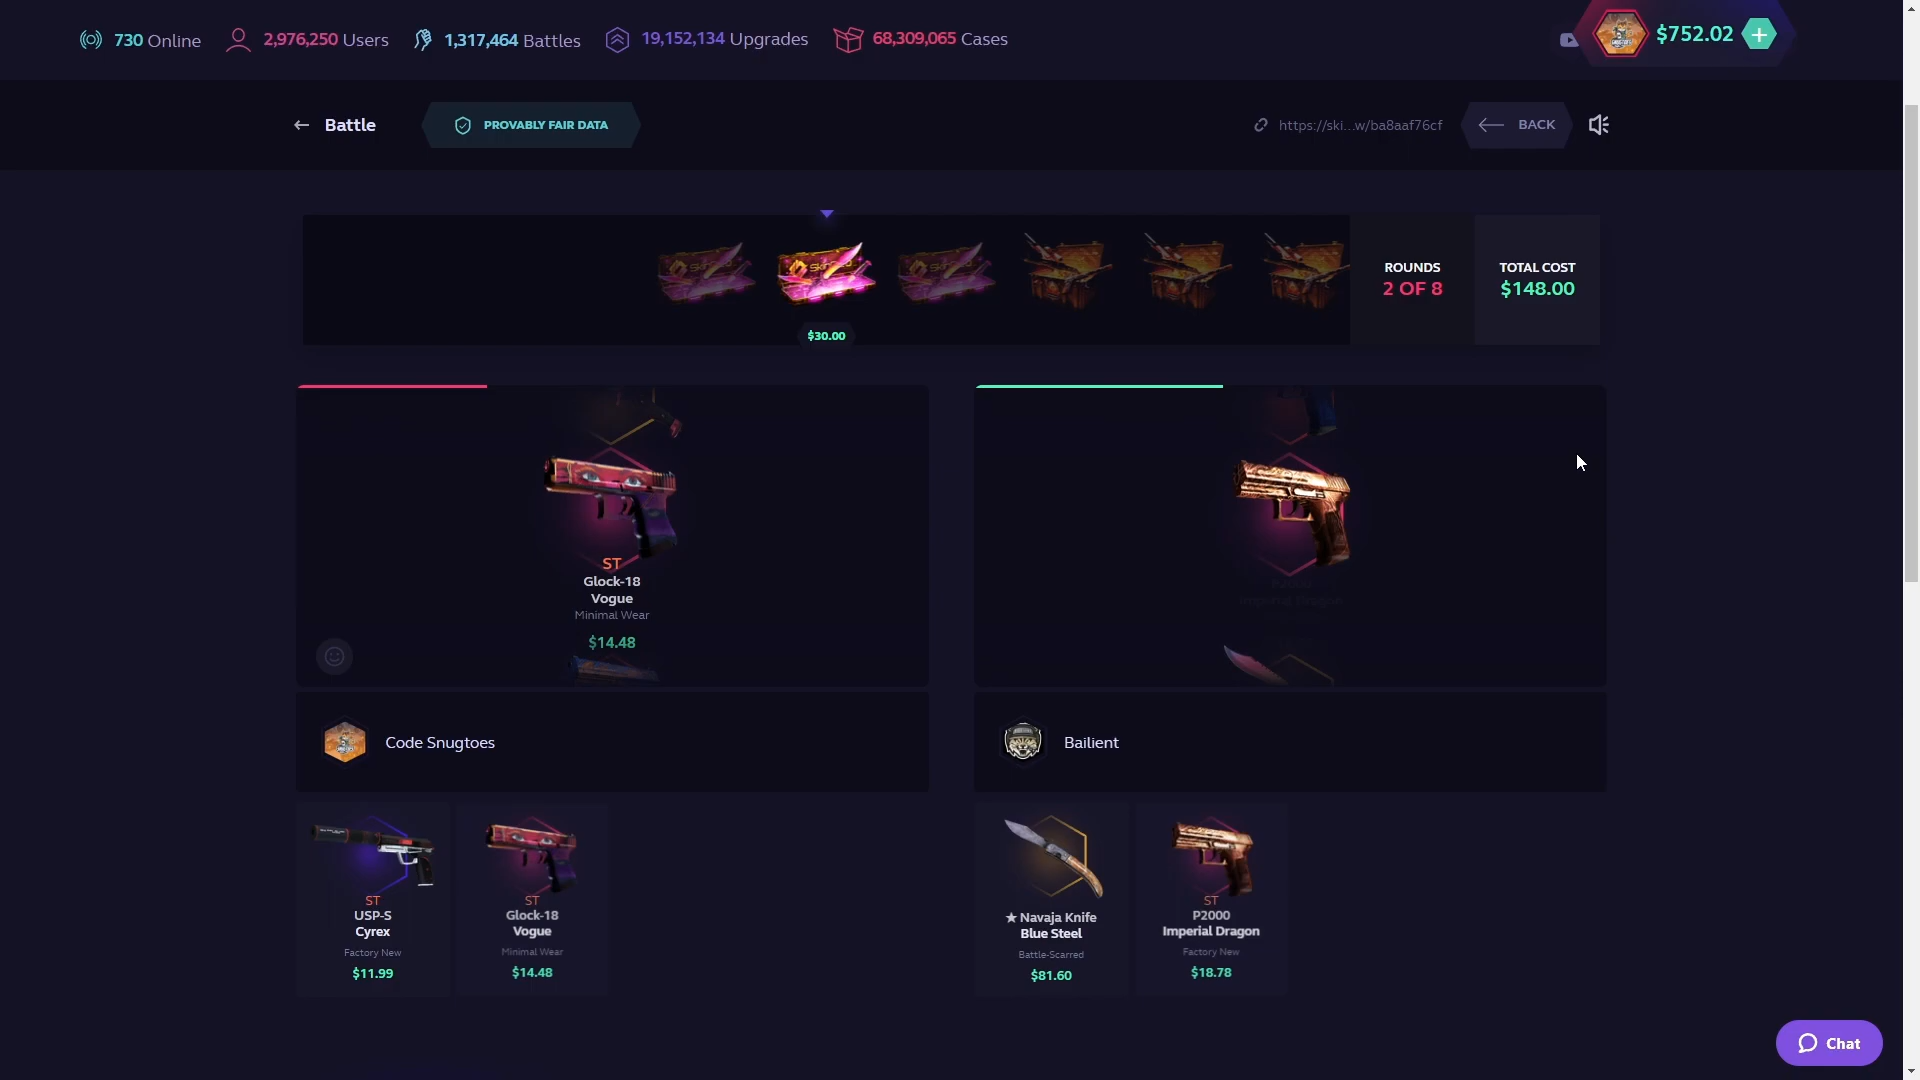 730 Online
2,976,250 Users
1,317,464 Battles
19,152,134 Upgrades
68,309,065 Cases
$752.02
Battle
PROVABLY FAIR DATA
https://ski...w/ba8aaf76cf
BACK
ROUNDS
2 OF 8
TOTAL COST
$148.00
$30.00
ST
Glock-18
Vogue
Minimal Wear
$14.48
P2000
Imperial Dragon
Code Snugtoes
Bailient
ST
USP-S
Cyrex
Factory New
$11.99
ST
Glock-18
Vogue
Minimal Wear
$14.48
★ Navaja Knife
Blue Steel
Battle-Scarred
$81.60
ST
P2000
Imperial Dragon
Factory New
$18.78
Chat